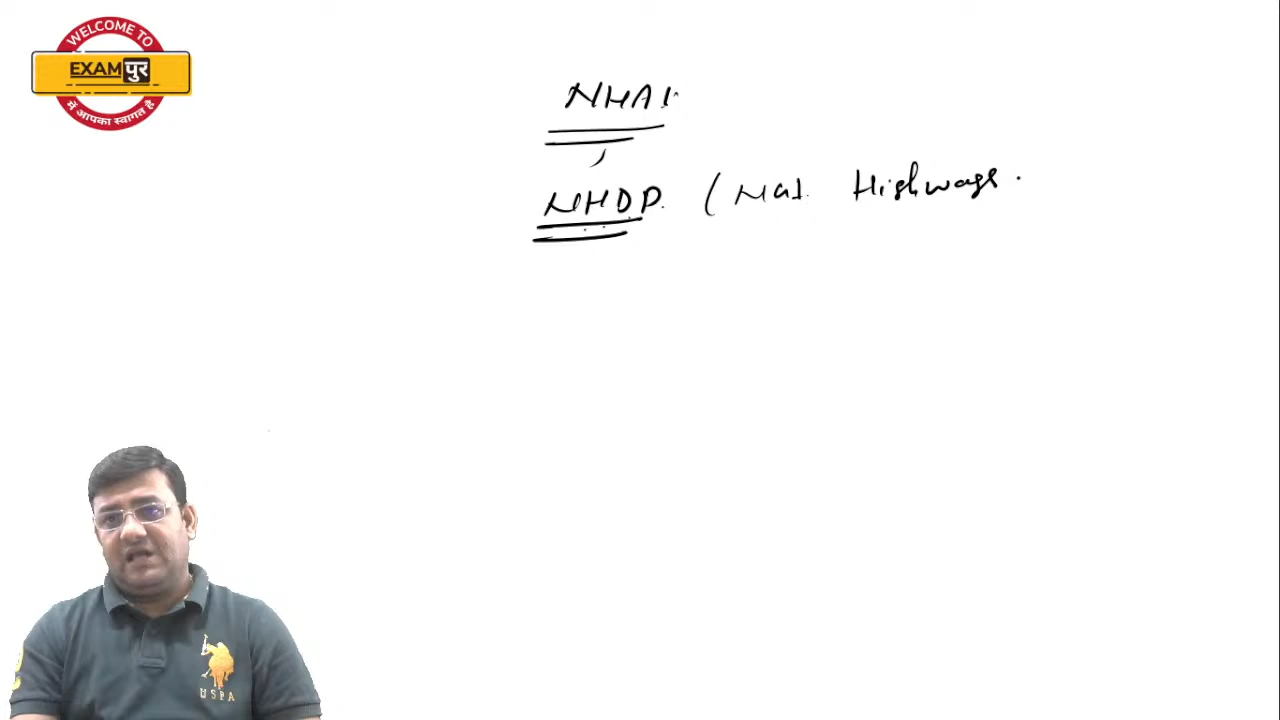 WELCOME TO
EXAMपुर
में आपका स्वागत है
NHAI
NHDP. (Nat. Highways.
USPA